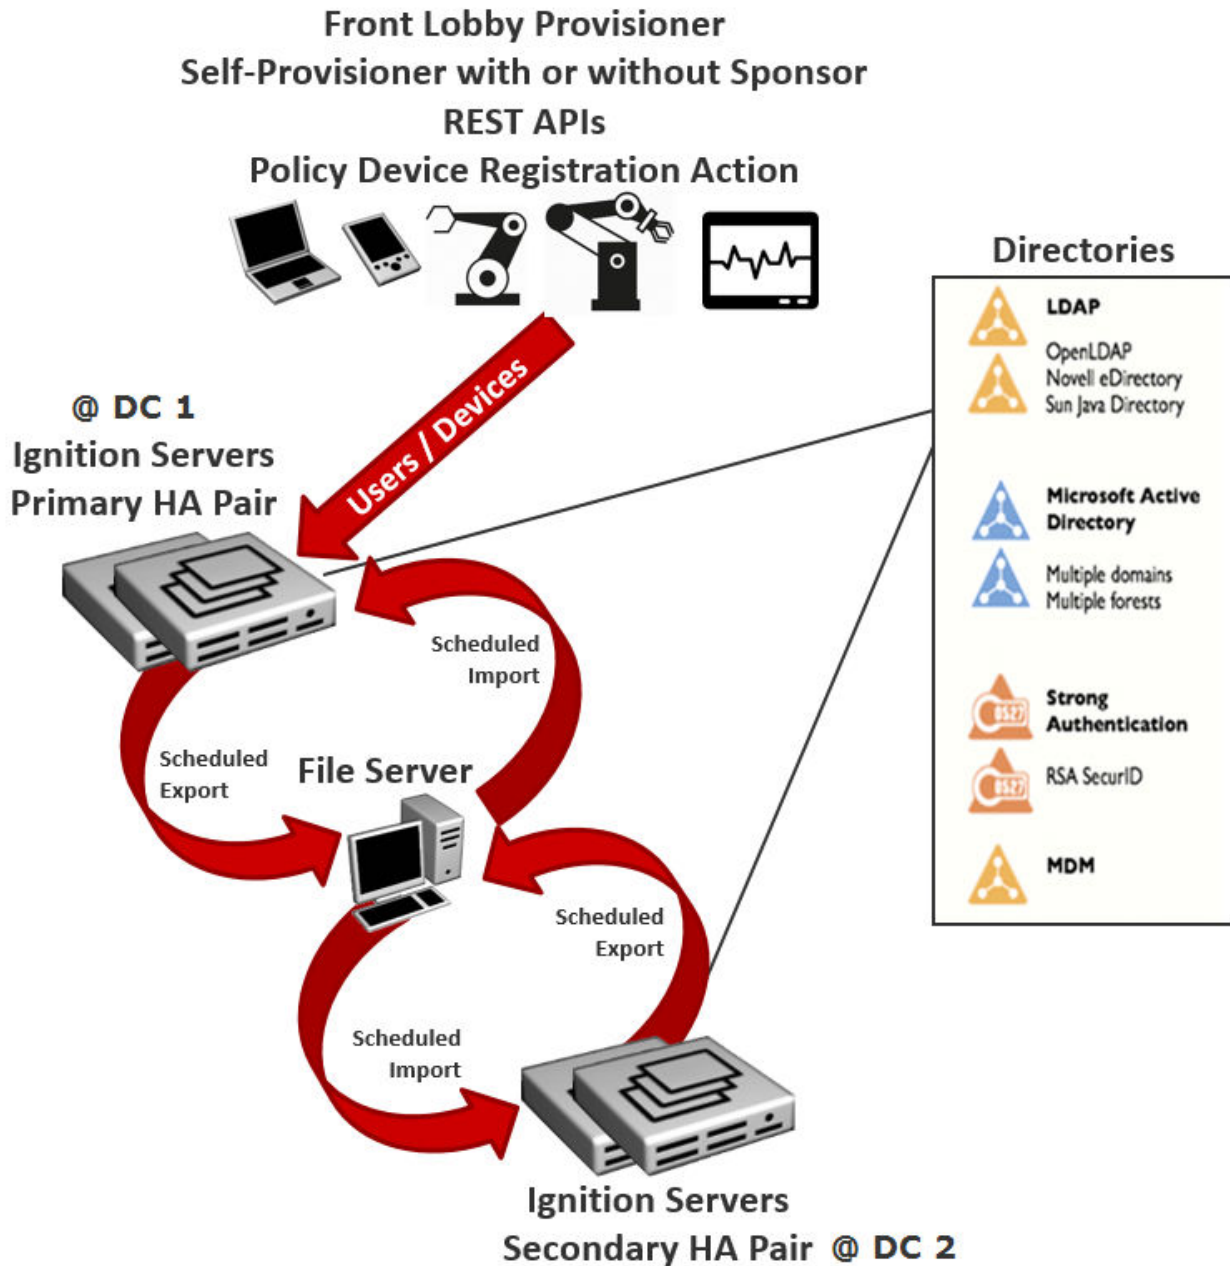 Front Lobby Provisioner
Self-Provisioner with or without Sponsor
REST APIs
Policy Device Registration Action
Users / Devices
@ DC 1
Ignition Servers
Primary HA Pair
Scheduled
Import
Scheduled
Export
File Server
Scheduled
Export
Scheduled
Import
Ignition Servers
Secondary HA Pair @ DC 2
Directories
LDAP
OpenLDAP
Novell eDirectory
Sun Java Directory
Microsoft Active
Directory
Multiple domains
Multiple forests
0527
Strong
Authentication
0527
RSA SecurID
MDM